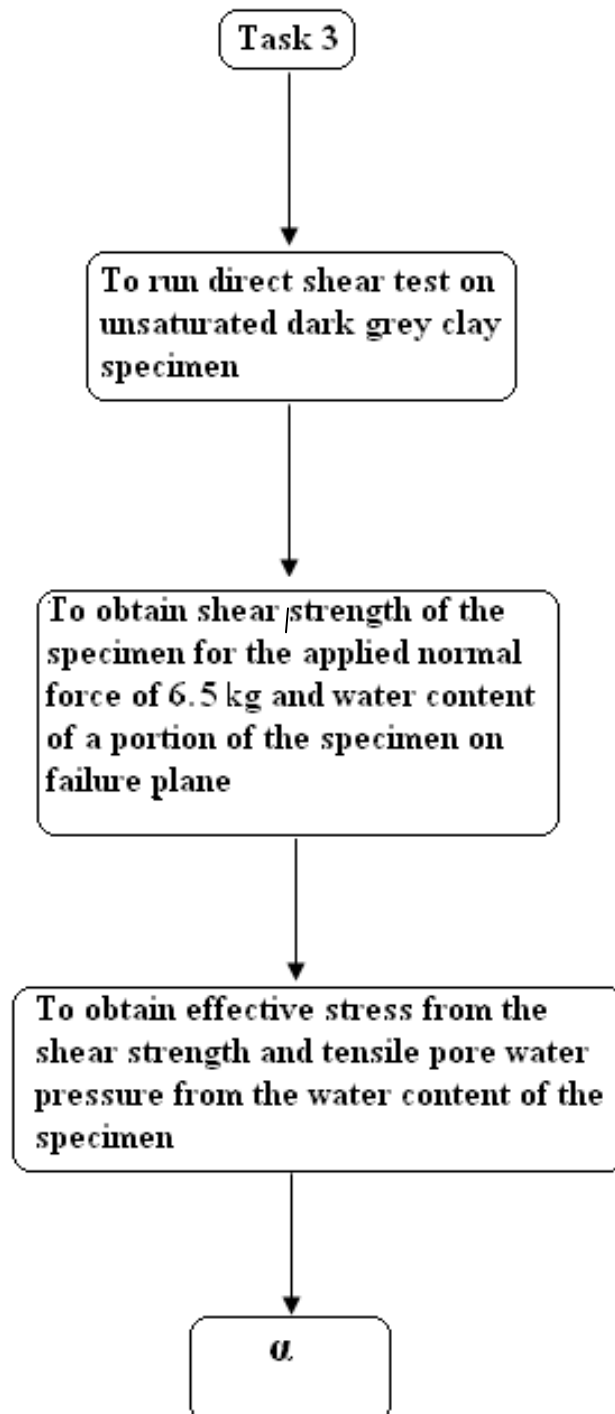 Task 3
To run direct shear test on
unsaturated dark grey clay
specimen
To obtain shear strength of the
specimen for the applied normal
force of 6.5 kg and water content
of a portion of the specimen on
failure plane
To obtain effective stress from the
shear strength and tensile pore water
pressure from the water content of the
specimen
α